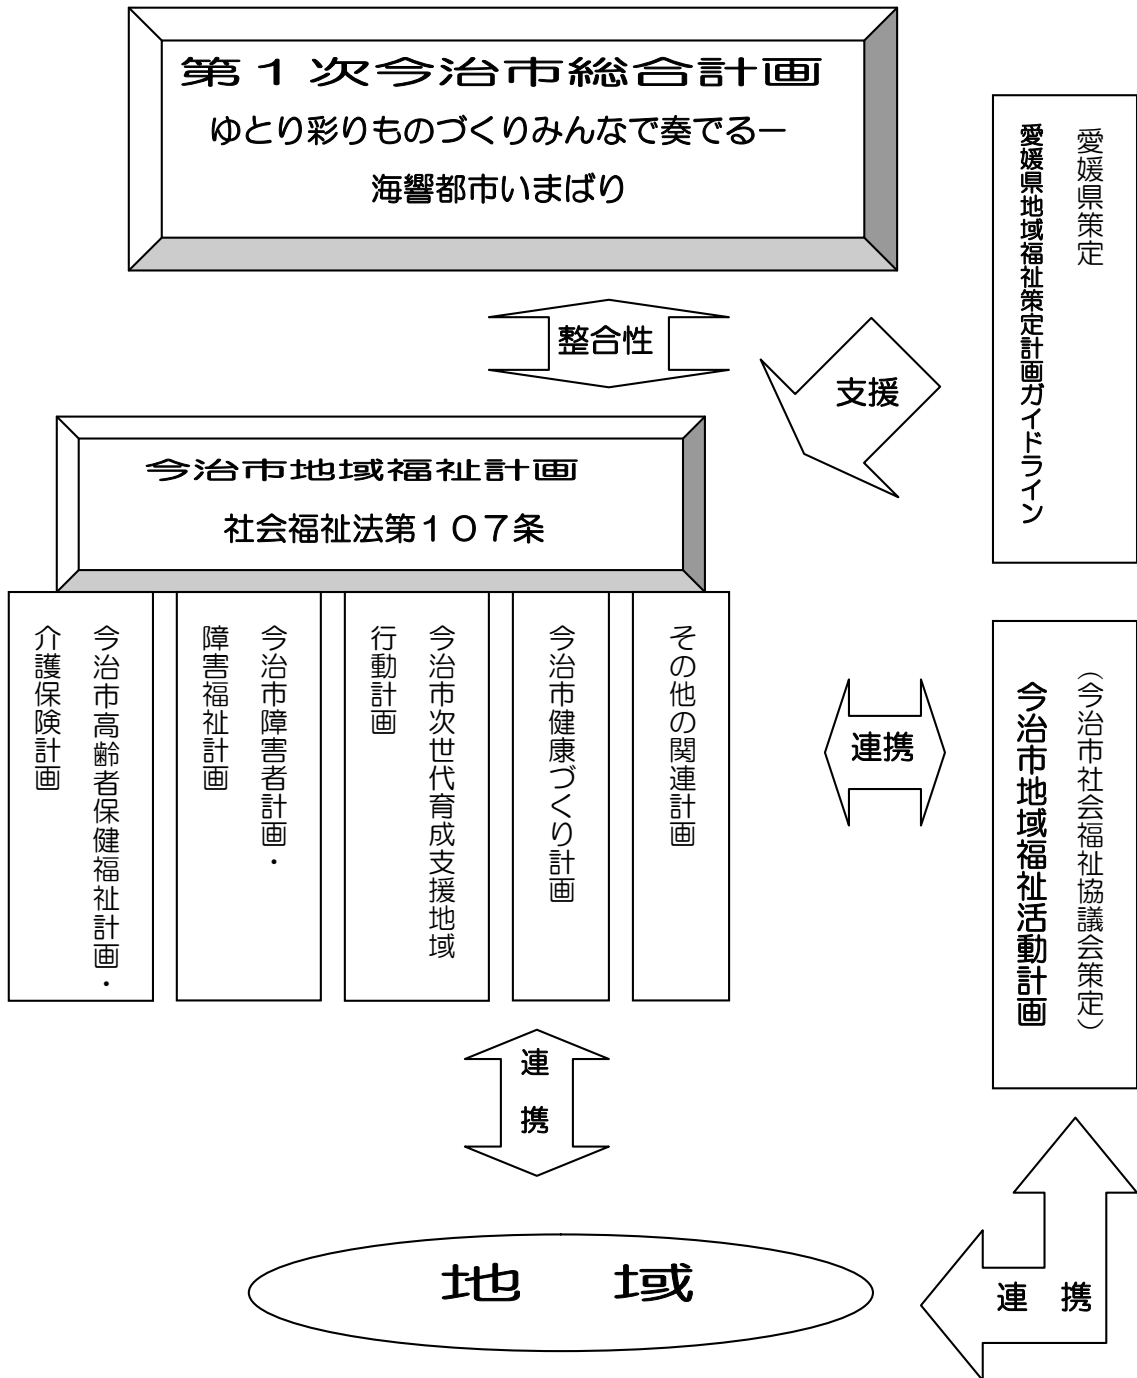 第１次今治市総合計画
ゆとり彩りものづくりみんなで奏でるー
海響都市いまばり
愛媛県策定
愛媛県地域福祉策定計画ガイドライン
整合性
支援
今治市地域福祉計画
社会福祉法第１０７条
その他の関連計画
今治市健康づくり計画
今治市次世代育成支援地域
行動計画
今治市障害者計画・
障害福祉計画
今治市高齢者保健福祉計画・
介護保険計画
連携
（今治市社会福祉協議会策定）
今治市地域福祉活動計画
連
携
地　域
連　携